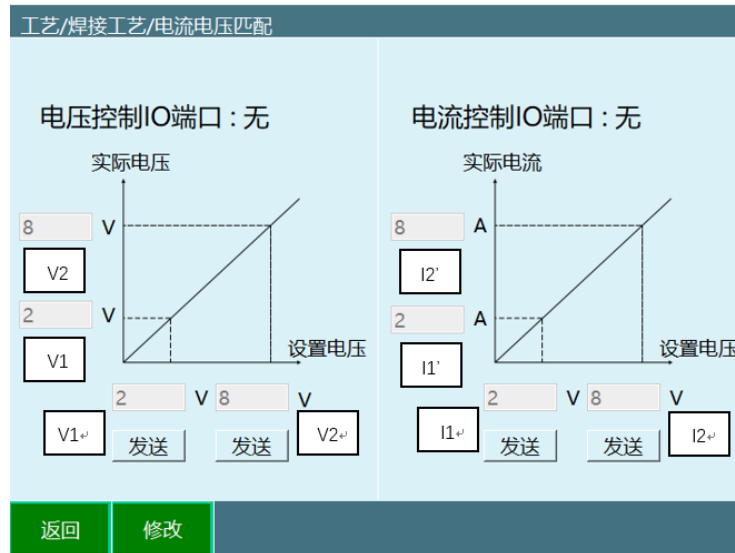 工艺/焊接工艺/电流电压匹配
电压控制IO端口：无
实际电压
8 V
V2
2 V
V1
设置电压
2 V 8 V
V1↵ 发送 发送 V2↵
电流控制IO端口：无
实际电流
8 A
I2'
2 A
I1'
设置电压
2 V 8 V
I1↵ 发送 发送 I2↵
返回 修改